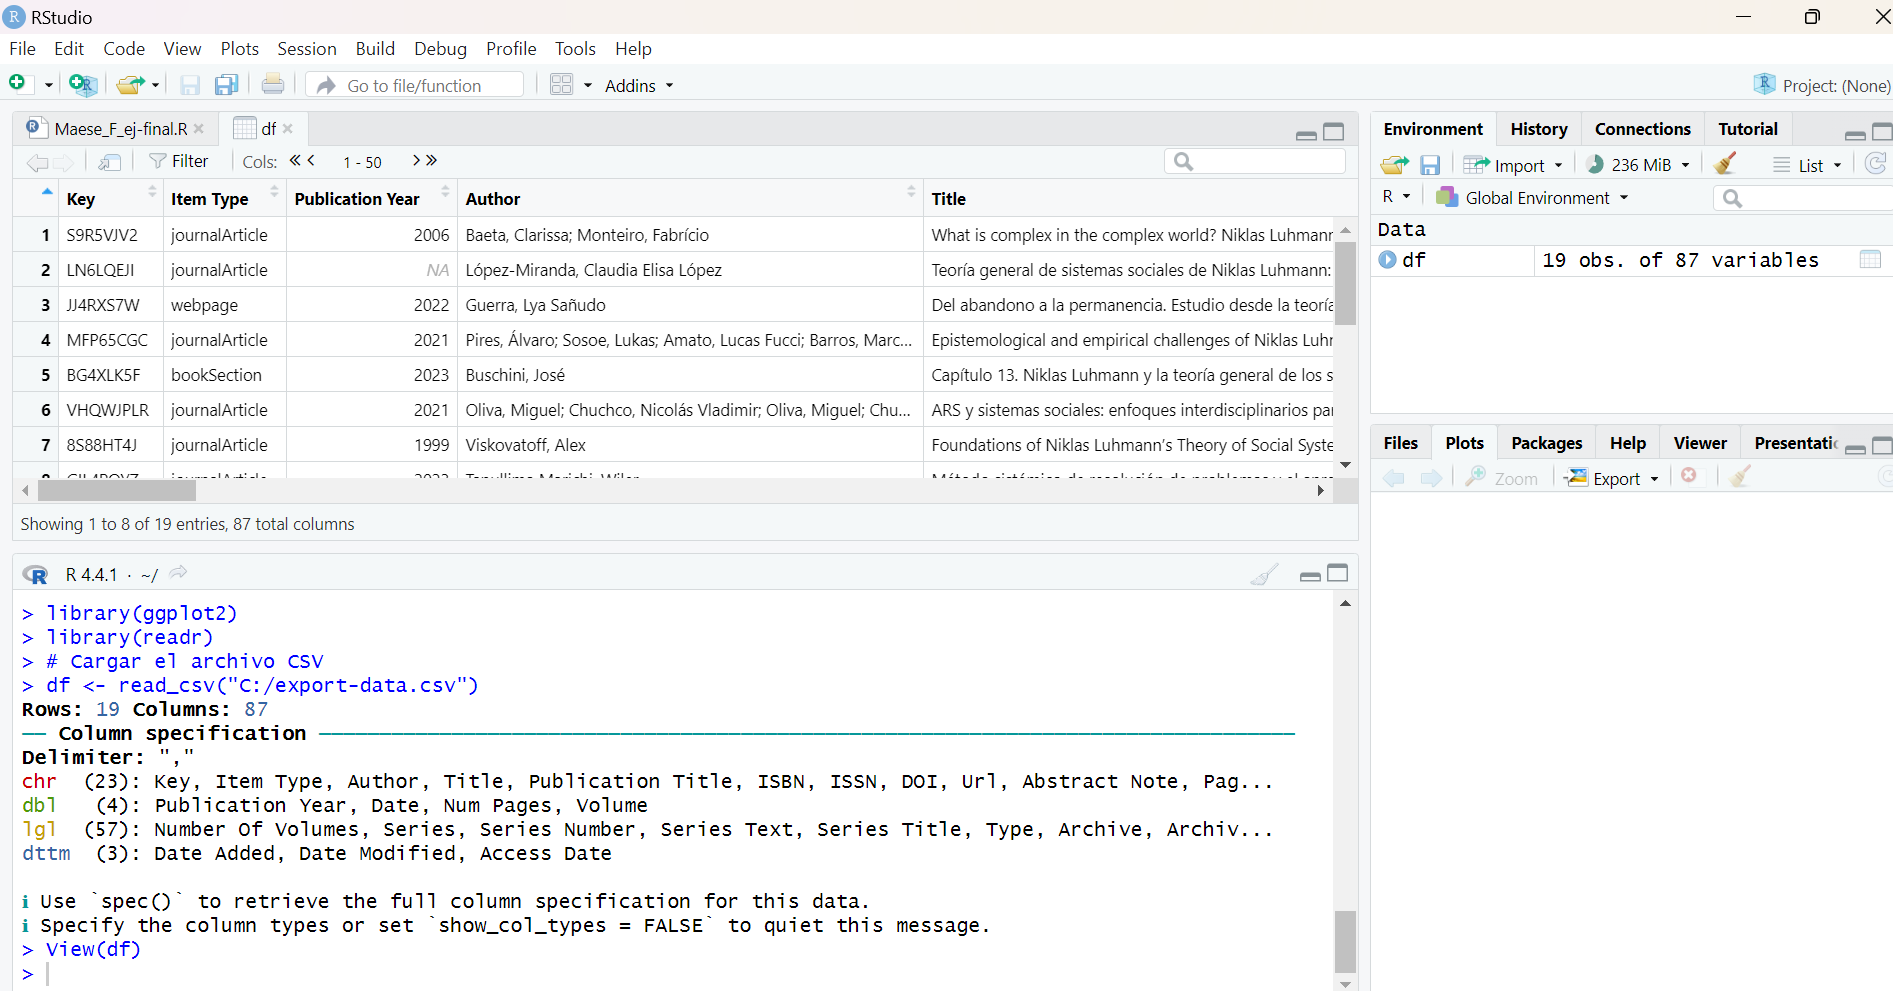 RStudio
File Edit Code View Plots Session Build Debug Profile Tools Help
Go to file/function Addins Project: (None)
Maese_F_ej-final.R df
Filter Cols: 1 - 50
Key Item Type Publication Year Author Title
1 S9R5VJV2 journalArticle 2006 Baeta, Clarissa; Monteiro, Fabrício What is complex in the complex world? Niklas Luhmann
2 LN6LQEJI journalArticle NA López-Miranda, Claudia Elisa López Teoría general de sistemas sociales de Niklas Luhmann:
3 JJ4RXS7W webpage 2022 Guerra, Lya Sañudo Del abandono a la permanencia. Estudio desde la teoría
4 MFP65CGC journalArticle 2021 Pires, Álvaro; Sosoe, Lukas; Amato, Lucas Fucci; Barros, Marc... Epistemological and empirical challenges of Niklas Luhr
5 BG4XLK5F bookSection 2023 Buschini, José Capítulo 13. Niklas Luhmann y la teoría general de los s
6 VHQWJPLR journalArticle 2021 Oliva, Miguel; Chuchco, Nicolás Vladimir; Oliva, Miguel; Chu... ARS y sistemas sociales: enfoques interdisciplinarios pa
7 8S88HT4J journalArticle 1999 Viskovatoff, Alex Foundations of Niklas Luhmann's Theory of Social Syste
Showing 1 to 8 of 19 entries, 87 total columns
R 4.4.1 · ~/
> library(ggplot2)
> library(readr)
> # Cargar el archivo CSV
> df <- read_csv("C:/export-data.csv")
Rows: 19 Columns: 87
── Column specification ──
Delimiter: ","
chr (23): Key, Item Type, Author, Title, Publication Title, ISBN, ISSN, DOI, Url, Abstract Note, Pag...
dbl (4): Publication Year, Date, Num Pages, Volume
lgl (57): Number Of Volumes, Series, Series Number, Series Text, Series Title, Type, Archive, Archiv...
dttm (3): Date Added, Date Modified, Access Date
i Use `spec()` to retrieve the full column specification for this data.
i Specify the column types or set `show_col_types = FALSE` to quiet this message.
> View(df)
>
Environment History Connections Tutorial
Import 236 MiB List
R Global Environment
Data
df 19 obs. of 87 variables
Files Plots Packages Help Viewer Presentatic
Zoom Export